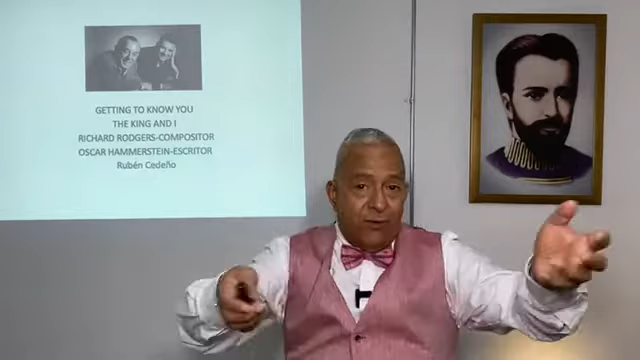 GETTING TO KNOW YOU
THE KING AND I
RICHARD RODGERS-COMPOSITOR
OSCAR HAMMERSTEIN-ESCRITOR
Rubén Cedeño